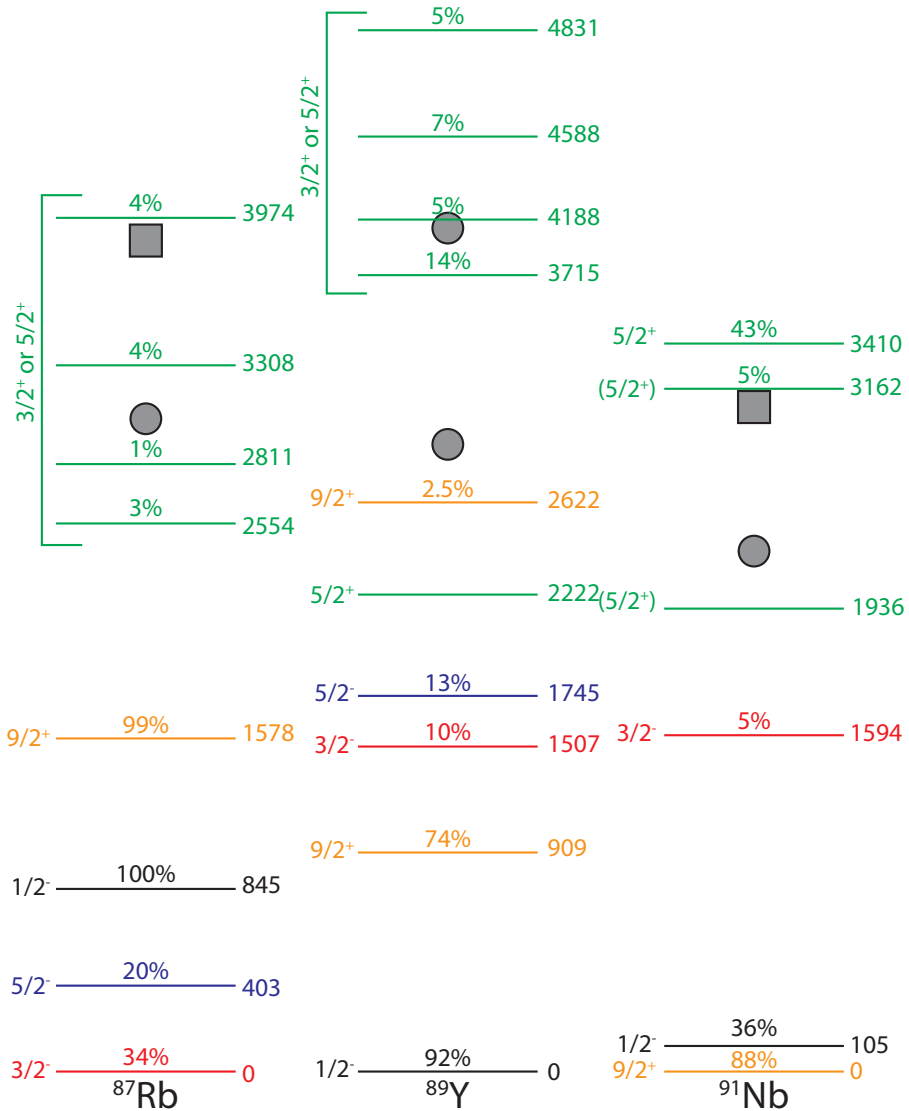 5%
4831
7%
4588
3/2⁺ or 5/2⁺
5%
4188
14%
3715
4%
3974
3/2⁺ or 5/2⁺
4%
3308
1%
2811
3%
2554
5/2⁺ 43% 3410
(5/2⁺) 5% 3162
9/2⁺ 2.5% 2622
5/2⁺ 2222
(5/2⁺) 1936
5/2⁻ 13% 1745
9/2⁺ 99% 1578
3/2⁻ 10% 1507
3/2⁻ 5% 1594
9/2⁺ 74% 909
1/2⁻ 100% 845
5/2⁻ 20% 403
1/2⁻ 36% 105
3/2⁻ 34% 0
1/2⁻ 92% 0
9/2⁺ 88% 0
⁸⁷Rb
⁸⁹Y
⁹¹Nb